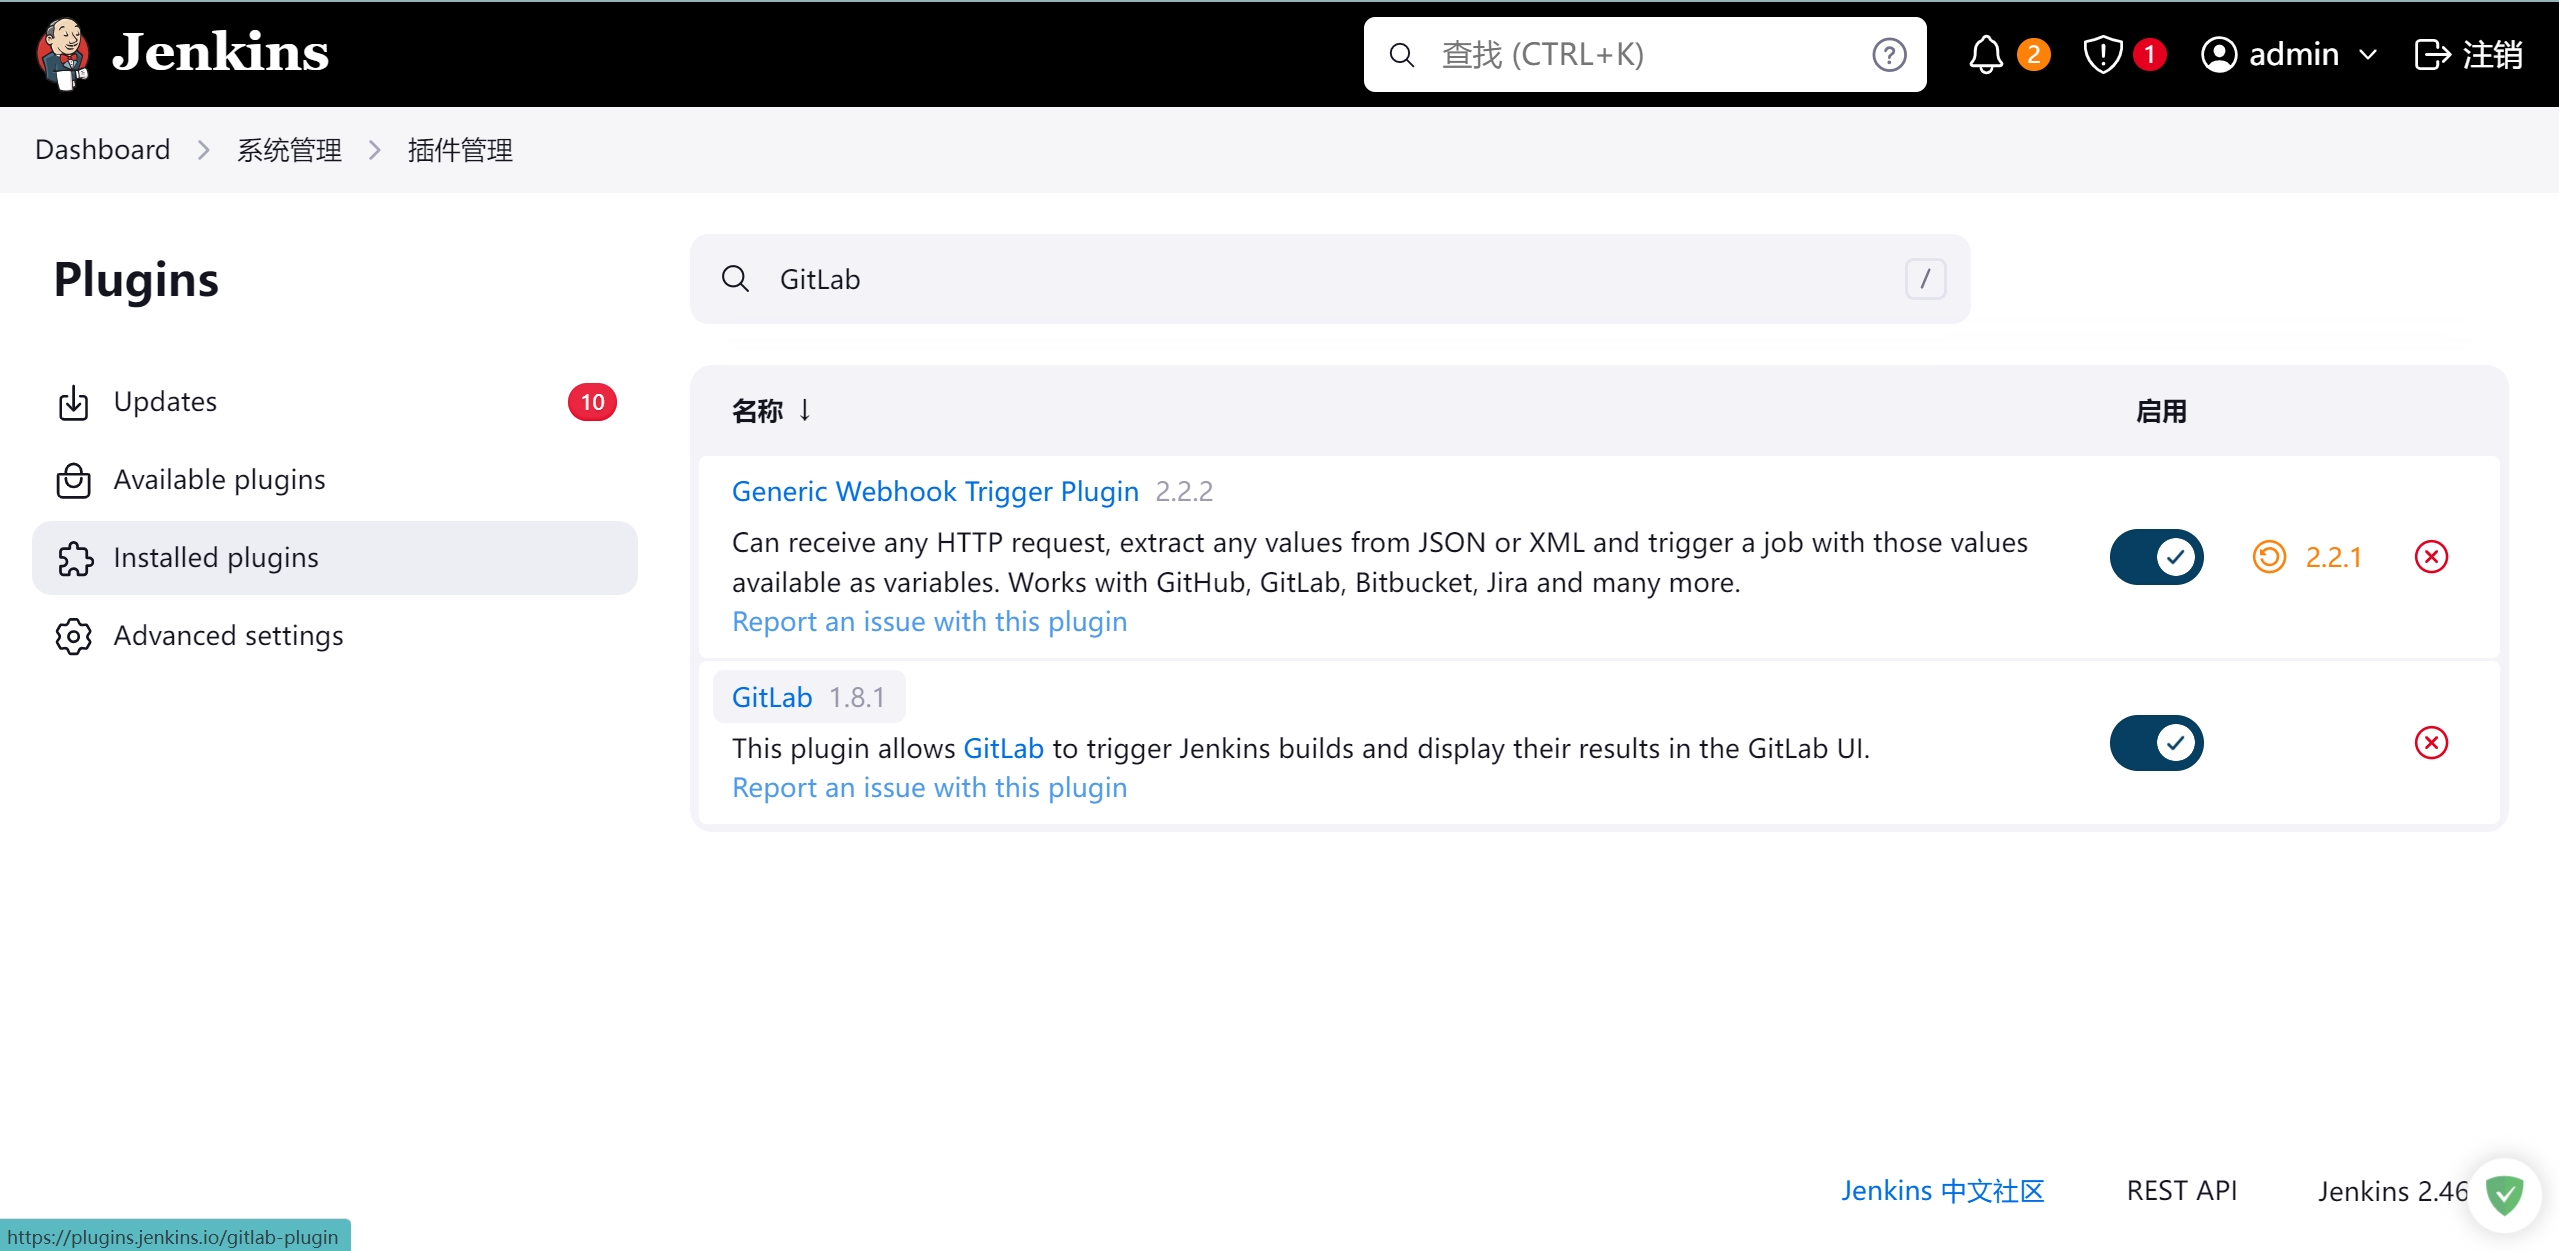 Jenkins
查找 (CTRL+K)
2
1
admin
注销
Dashboard
系统管理
插件管理
Plugins
GitLab
/
Updates
10
Available plugins
Installed plugins
Advanced settings
名称 ↓
启用
Generic Webhook Trigger Plugin 2.2.2
Can receive any HTTP request, extract any values from JSON or XML and trigger a job with those values
available as variables. Works with GitHub, GitLab, Bitbucket, Jira and many more.
Report an issue with this plugin
2.2.1
GitLab 1.8.1
This plugin allows GitLab to trigger Jenkins builds and display their results in the GitLab UI.
Report an issue with this plugin
Jenkins 中文社区
REST API
Jenkins 2.46
https://plugins.jenkins.io/gitlab-plugin